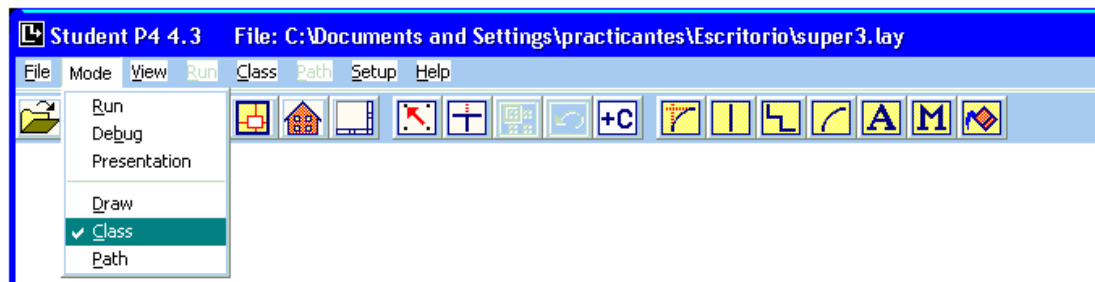 Student P4 4.3 File: C:\Documents and Settings\practicantes\Escritorio\super3.lay
File Mode View Run Class Path Setup Help
+C A M
Run
Debug
Presentation
Draw
Class
Path